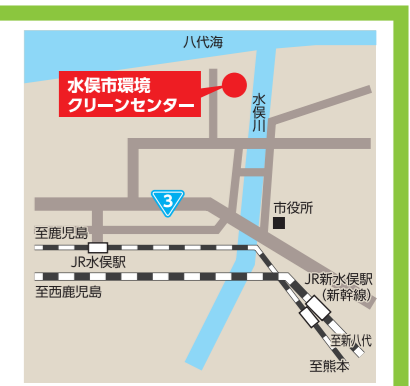 八代海
水俣市環境
クリーンセンター
水俣川
3
市役所
至鹿児島
JR水俣駅
至西鹿児島
JR新水俣駅
(新幹線)
至新八代
至熊本